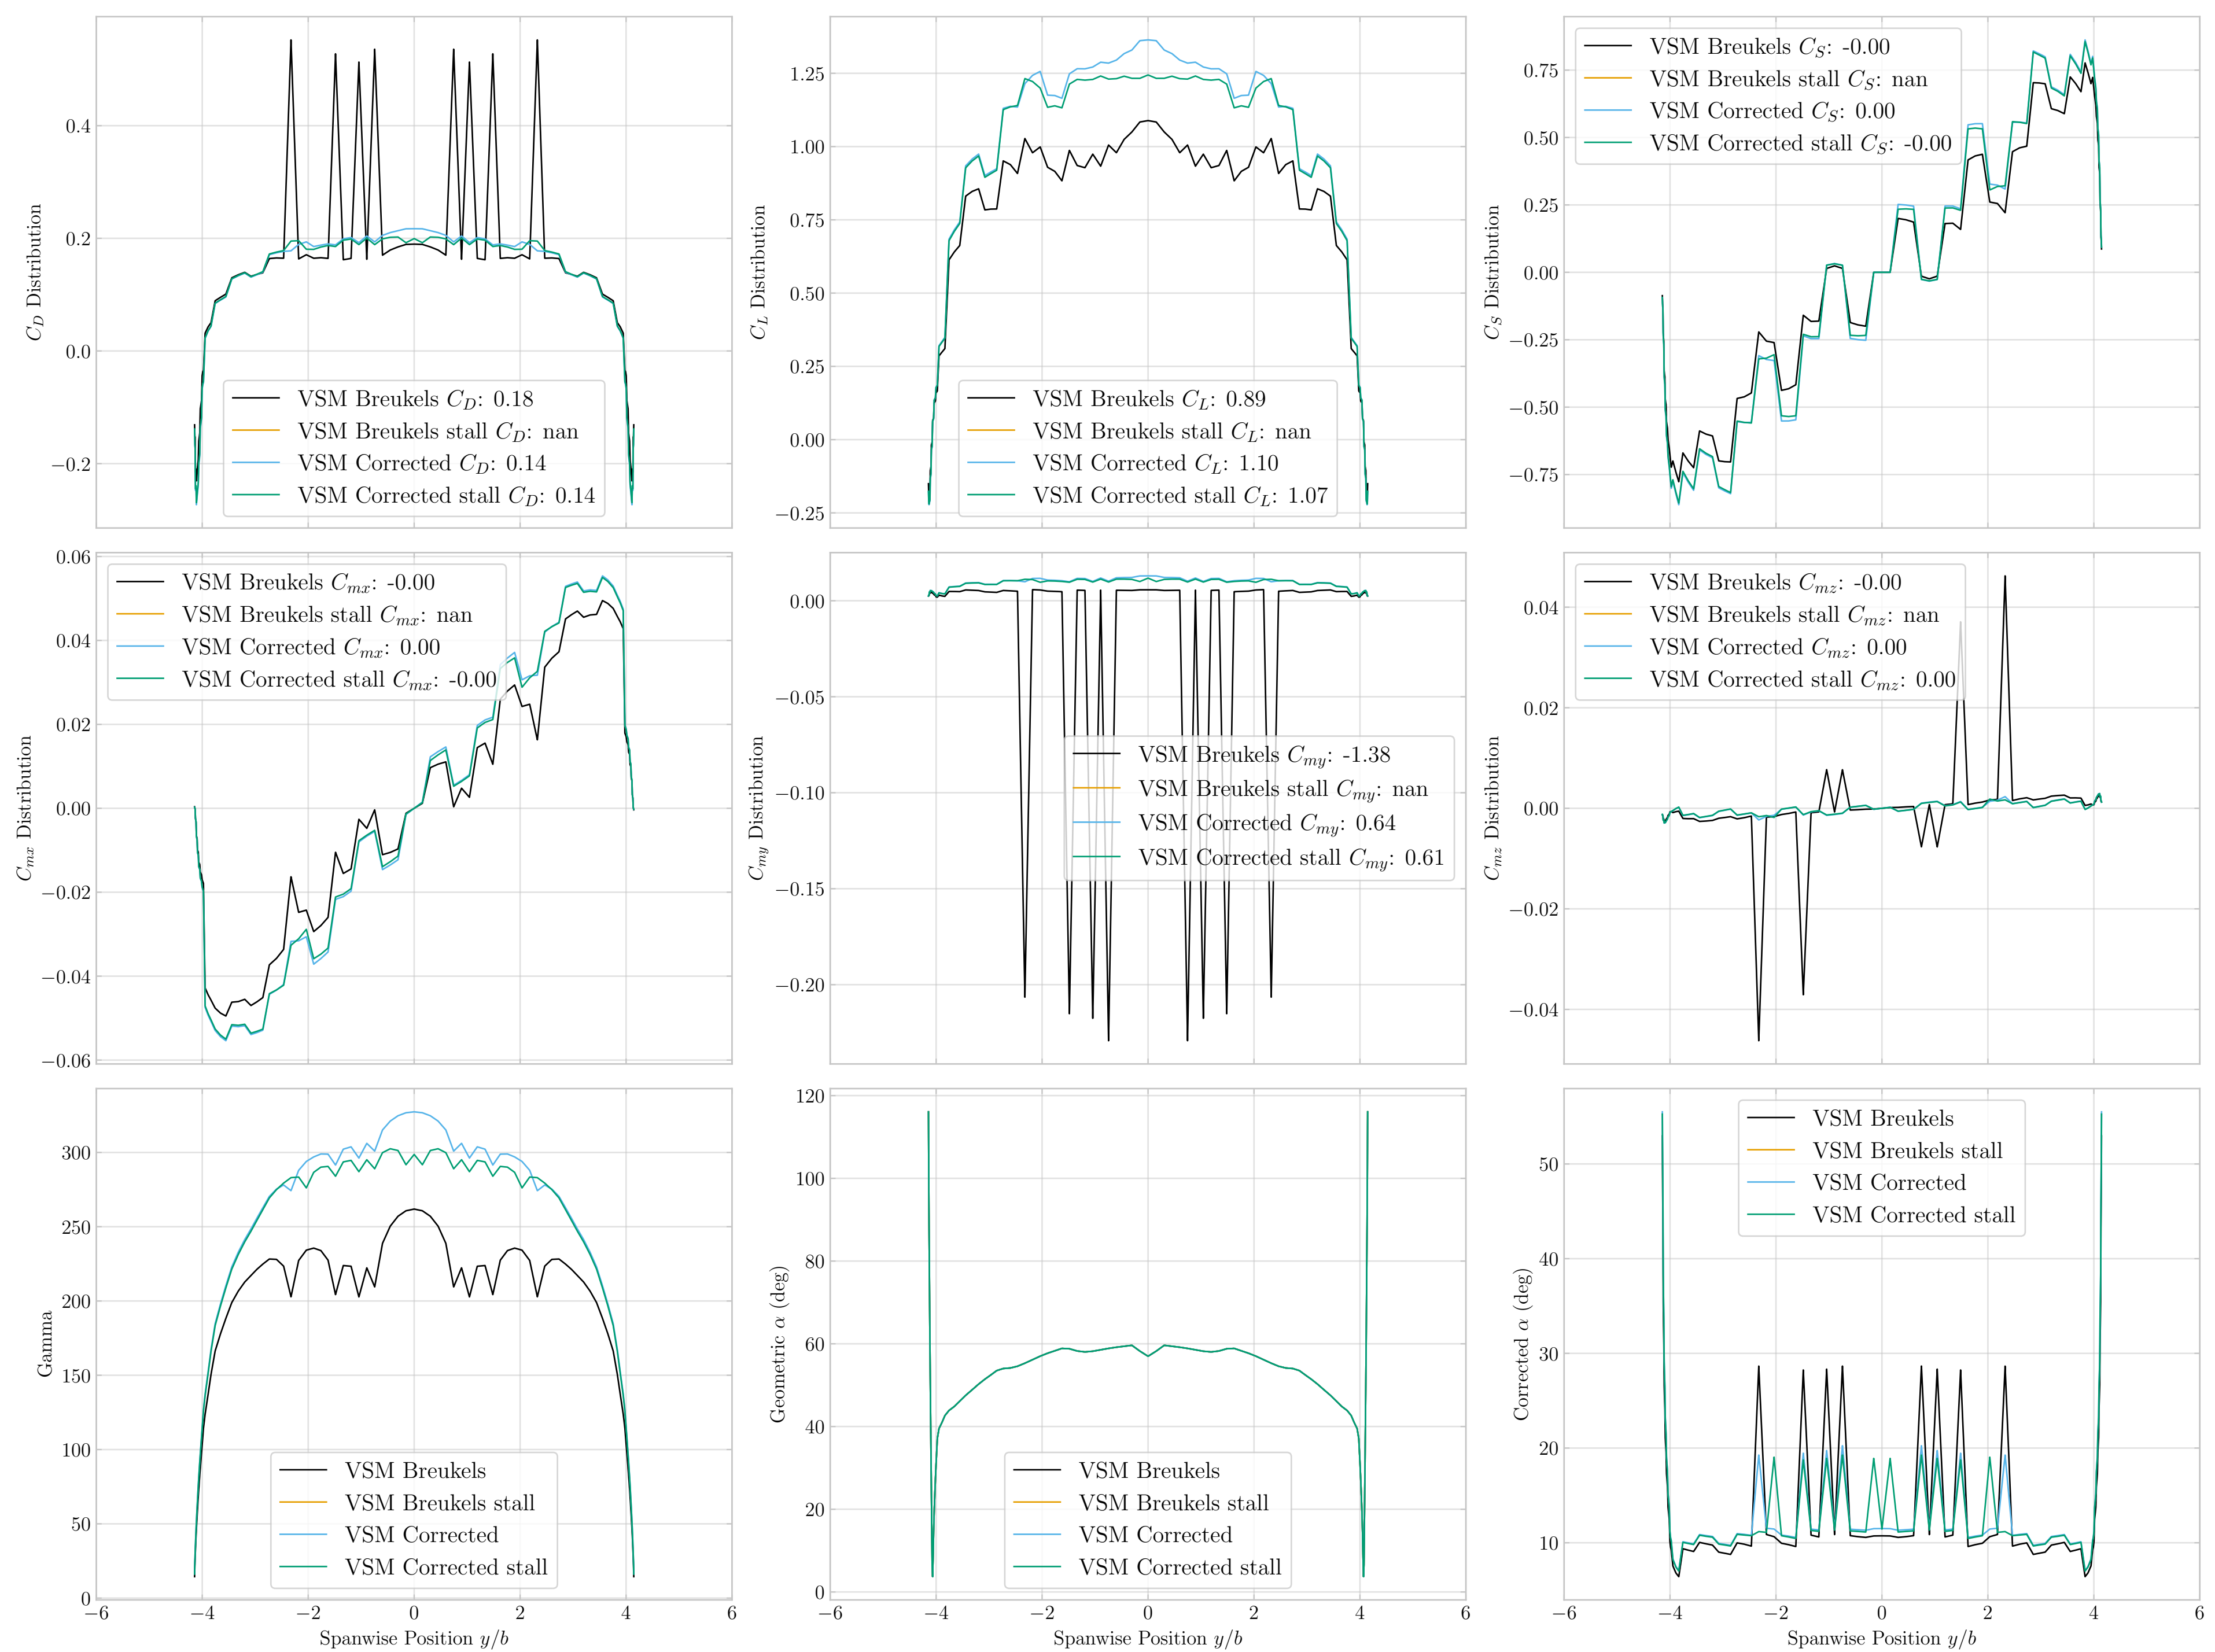 0.4
0.2
0.0
−0.2
C_D Distribution
VSM Breukels C_D: 0.18
VSM Breukels stall C_D: nan
VSM Corrected C_D: 0.14
VSM Corrected stall C_D: 0.14
1.25
1.00
0.75
0.50
0.25
0.00
−0.25
C_L Distribution
VSM Breukels C_L: 0.89
VSM Breukels stall C_L: nan
VSM Corrected C_L: 1.10
VSM Corrected stall C_L: 1.07
0.75
0.50
0.25
0.00
−0.25
−0.50
−0.75
C_S Distribution
VSM Breukels C_S: -0.00
VSM Breukels stall C_S: nan
VSM Corrected C_S: 0.00
VSM Corrected stall C_S: -0.00
0.06
0.04
0.02
0.00
−0.02
−0.04
−0.06
C_mx Distribution
VSM Breukels C_mx: -0.00
VSM Breukels stall C_mx: nan
VSM Corrected C_mx: 0.00
VSM Corrected stall C_mx: -0.00
0.00
−0.05
−0.10
−0.15
−0.20
C_my Distribution
VSM Breukels C_my: -1.38
VSM Breukels stall C_my: nan
VSM Corrected C_my: 0.64
VSM Corrected stall C_my: 0.61
0.04
0.02
0.00
−0.02
−0.04
C_mz Distribution
VSM Breukels C_mz: -0.00
VSM Breukels stall C_mz: nan
VSM Corrected C_mz: 0.00
VSM Corrected stall C_mz: 0.00
300
250
200
150
100
50
0
Gamma
VSM Breukels
VSM Breukels stall
VSM Corrected
VSM Corrected stall
−6 −4 −2 0 2 4 6
Spanwise Position y/b
120
100
80
60
40
20
0
Geometric α (deg)
VSM Breukels
VSM Breukels stall
VSM Corrected
VSM Corrected stall
−6 −4 −2 0 2 4 6
Spanwise Position y/b
50
40
30
20
10
Corrected α (deg)
VSM Breukels
VSM Breukels stall
VSM Corrected
VSM Corrected stall
−6 −4 −2 0 2 4 6
Spanwise Position y/b